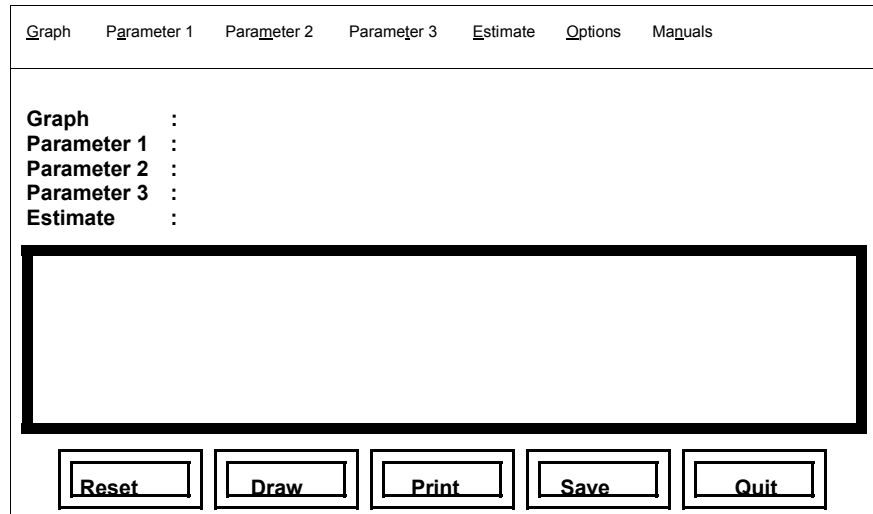 Graph Parameter 1 Parameter 2 Parameter 3 Estimate Options Manuals
Graph :
Parameter 1 :
Parameter 2 :
Parameter 3 :
Estimate :
Reset Draw Print Save Quit